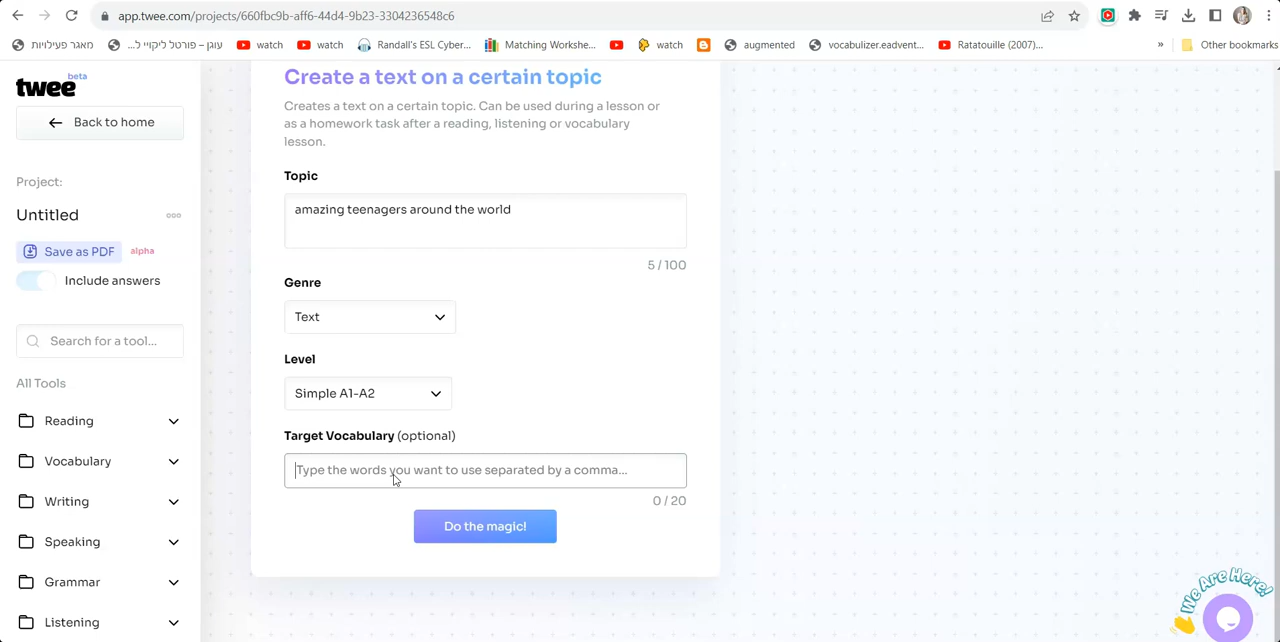 app.twee.com/projects/660fbc9b-aff6-44d4-9b23-3304236548c6
מאגר פעילויות
עוגן - פורטל ליקויי ל...
watch
watch
Randall's ESL Cyber...
Matching Workshe...
watch
augmented
vocabulizer.eadvent...
Ratatouille (2007)...
»
Other bookmarks
twee
beta
← Back to home
Project:
Untitled
Save as PDF
alpha
Include answers
Search for a tool...
All Tools
Reading
Vocabulary
Writing
Speaking
Grammar
Listening
Create a text on a certain topic
Creates a text on a certain topic. Can be used during a lesson or
as a homework task after a reading, listening or vocabulary
lesson.
Topic
amazing teenagers around the world
5 / 100
Genre
Text
Level
Simple A1-A2
Target Vocabulary (optional)
Type the words you want to use separated by a comma...
0 / 20
Do the magic!
We Are Here!